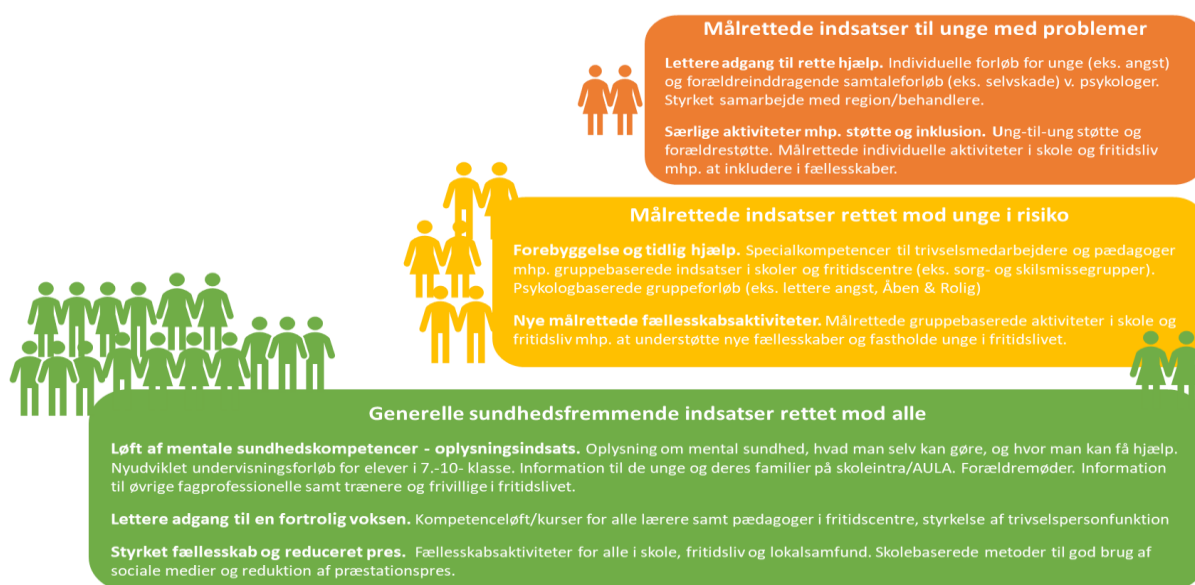 Målrettede indsatser til unge med problemer
Lettere adgang til rette hjælp. Individuelle forløb for unge (eks. angst)
og forældreinddragende samtaleforløb (eks. selvskade) v. psykologer.
Styrket samarbejde med region/behandlere.
Særlige aktiviteter mhp. støtte og inklusion. Ung-til-ung støtte og
forældrestøtte. Målrettede individuelle aktiviteter i skole og fritidsliv
mhp. at inkludere i fællesskaber.
Målrettede indsatser rettet mod unge i risiko
Forebyggelse og tidlig hjælp. Specialkompetencer til trivselsmedarbejdere og pædagoger
mhp. gruppebaserede indsatser i skoler og fritidscentre (eks. sorg- og skilsmissegrupper).
Psykologbaserede gruppeforløb (eks. lettere angst, Åben & Rolig)
Nye målrettede fællesskabsaktiviteter. Målrettede gruppebaserede aktiviteter i skole og
fritidsliv mhp. at understøtte nye fællesskaber og fastholde unge i fritidslivet.
Generelle sundhedsfremmende indsatser rettet mod alle
Løft af mentale sundhedskompetencer - oplysningsindsats. Oplysning om mental sundhed, hvad man selv kan gøre, og hvor man kan få hjælp.
Nyudviklet undervisningsforløb for elever i 7.-10- klasse. Information til de unge og deres familier på skoleintra/AULA. Forældremøder. Information
til øvrige fagprofessionelle samt trænere og frivillige i fritidslivet.
Lettere adgang til en fortrolig voksen. Kompetenceløft/kurser for alle lærere samt pædagoger i fritidscentre, styrkelse af trivselspersonfunktion
Styrket fællesskab og reduceret pres. Fællesskabsaktiviteter for alle i skole, fritidsliv og lokalsamfund. Skolebaserede metoder til god brug af
sociale medier og reduktion af præstationspres.